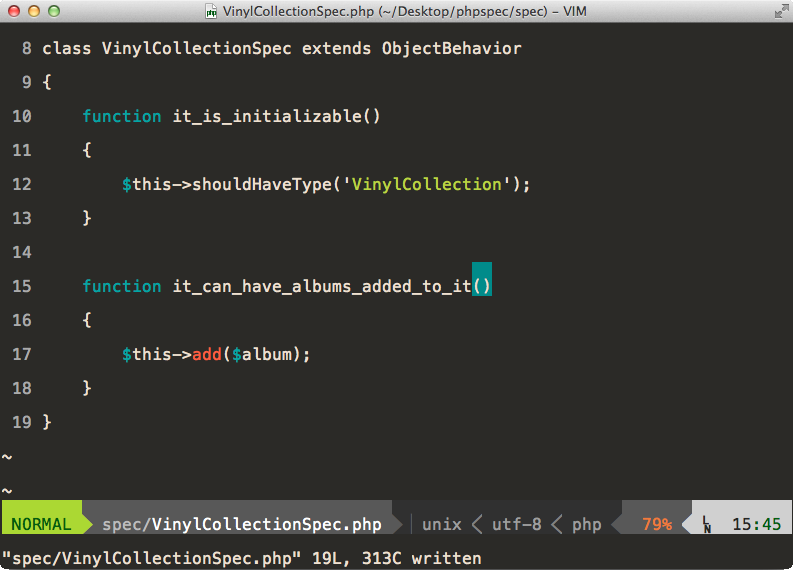 VinylCollectionSpec.php (~/Desktop/phpspec/spec) – VIM
8 class VinylCollectionSpec extends ObjectBehavior
9 {
10     function it_is_initializable()
11     {
12         $this->shouldHaveType('VinylCollection');
13     }
14
15     function it_can_have_albums_added_to_it()
16     {
17         $this->add($album);
18     }
19 }
~
~
NORMAL spec/VinylCollectionSpec.php unix < utf-8 < php 79% LN 15:45
"spec/VinylCollectionSpec.php" 19L, 313C written